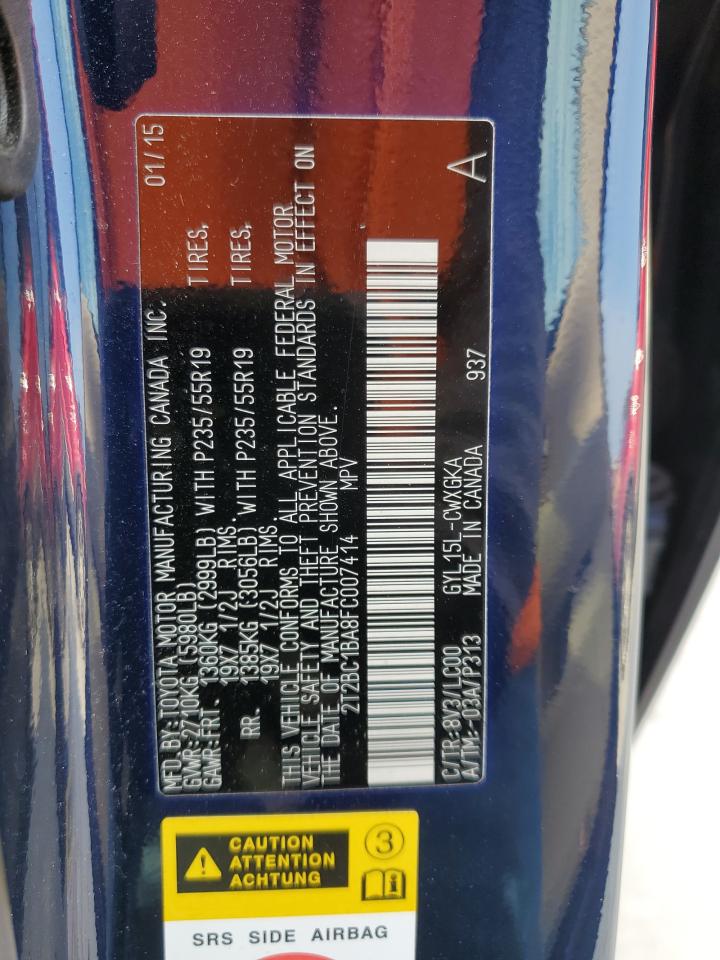 MFD. BY: TOYOTA MOTOR MANUFACTURING CANADA INC. 01/15
GVWR: 2710KG (5980LB)
GAWR: FRT. 1360KG (2999LB) WITH P235/55R19 TIRES,
19X7 1/2J RIMS.
RR. 1385KG (3056LB) WITH P235/55R19 TIRES,
19X7 1/2J RIMS.
THIS VEHICLE CONFORMS TO ALL APPLICABLE FEDERAL MOTOR
VEHICLE SAFETY AND THEFT PREVENTION STANDARDS IN EFFECT ON
THE DATE OF MANUFACTURE SHOWN ABOVE.
2T2BC1BA8FC007414 MPV
C/TR: 8X3/LC00 GYL15L-CWXGKA
A/TM: -03A/P313 MADE IN CANADA 937 A
CAUTION
ATTENTION
ACHTUNG
3
SRS SIDE AIRBAG